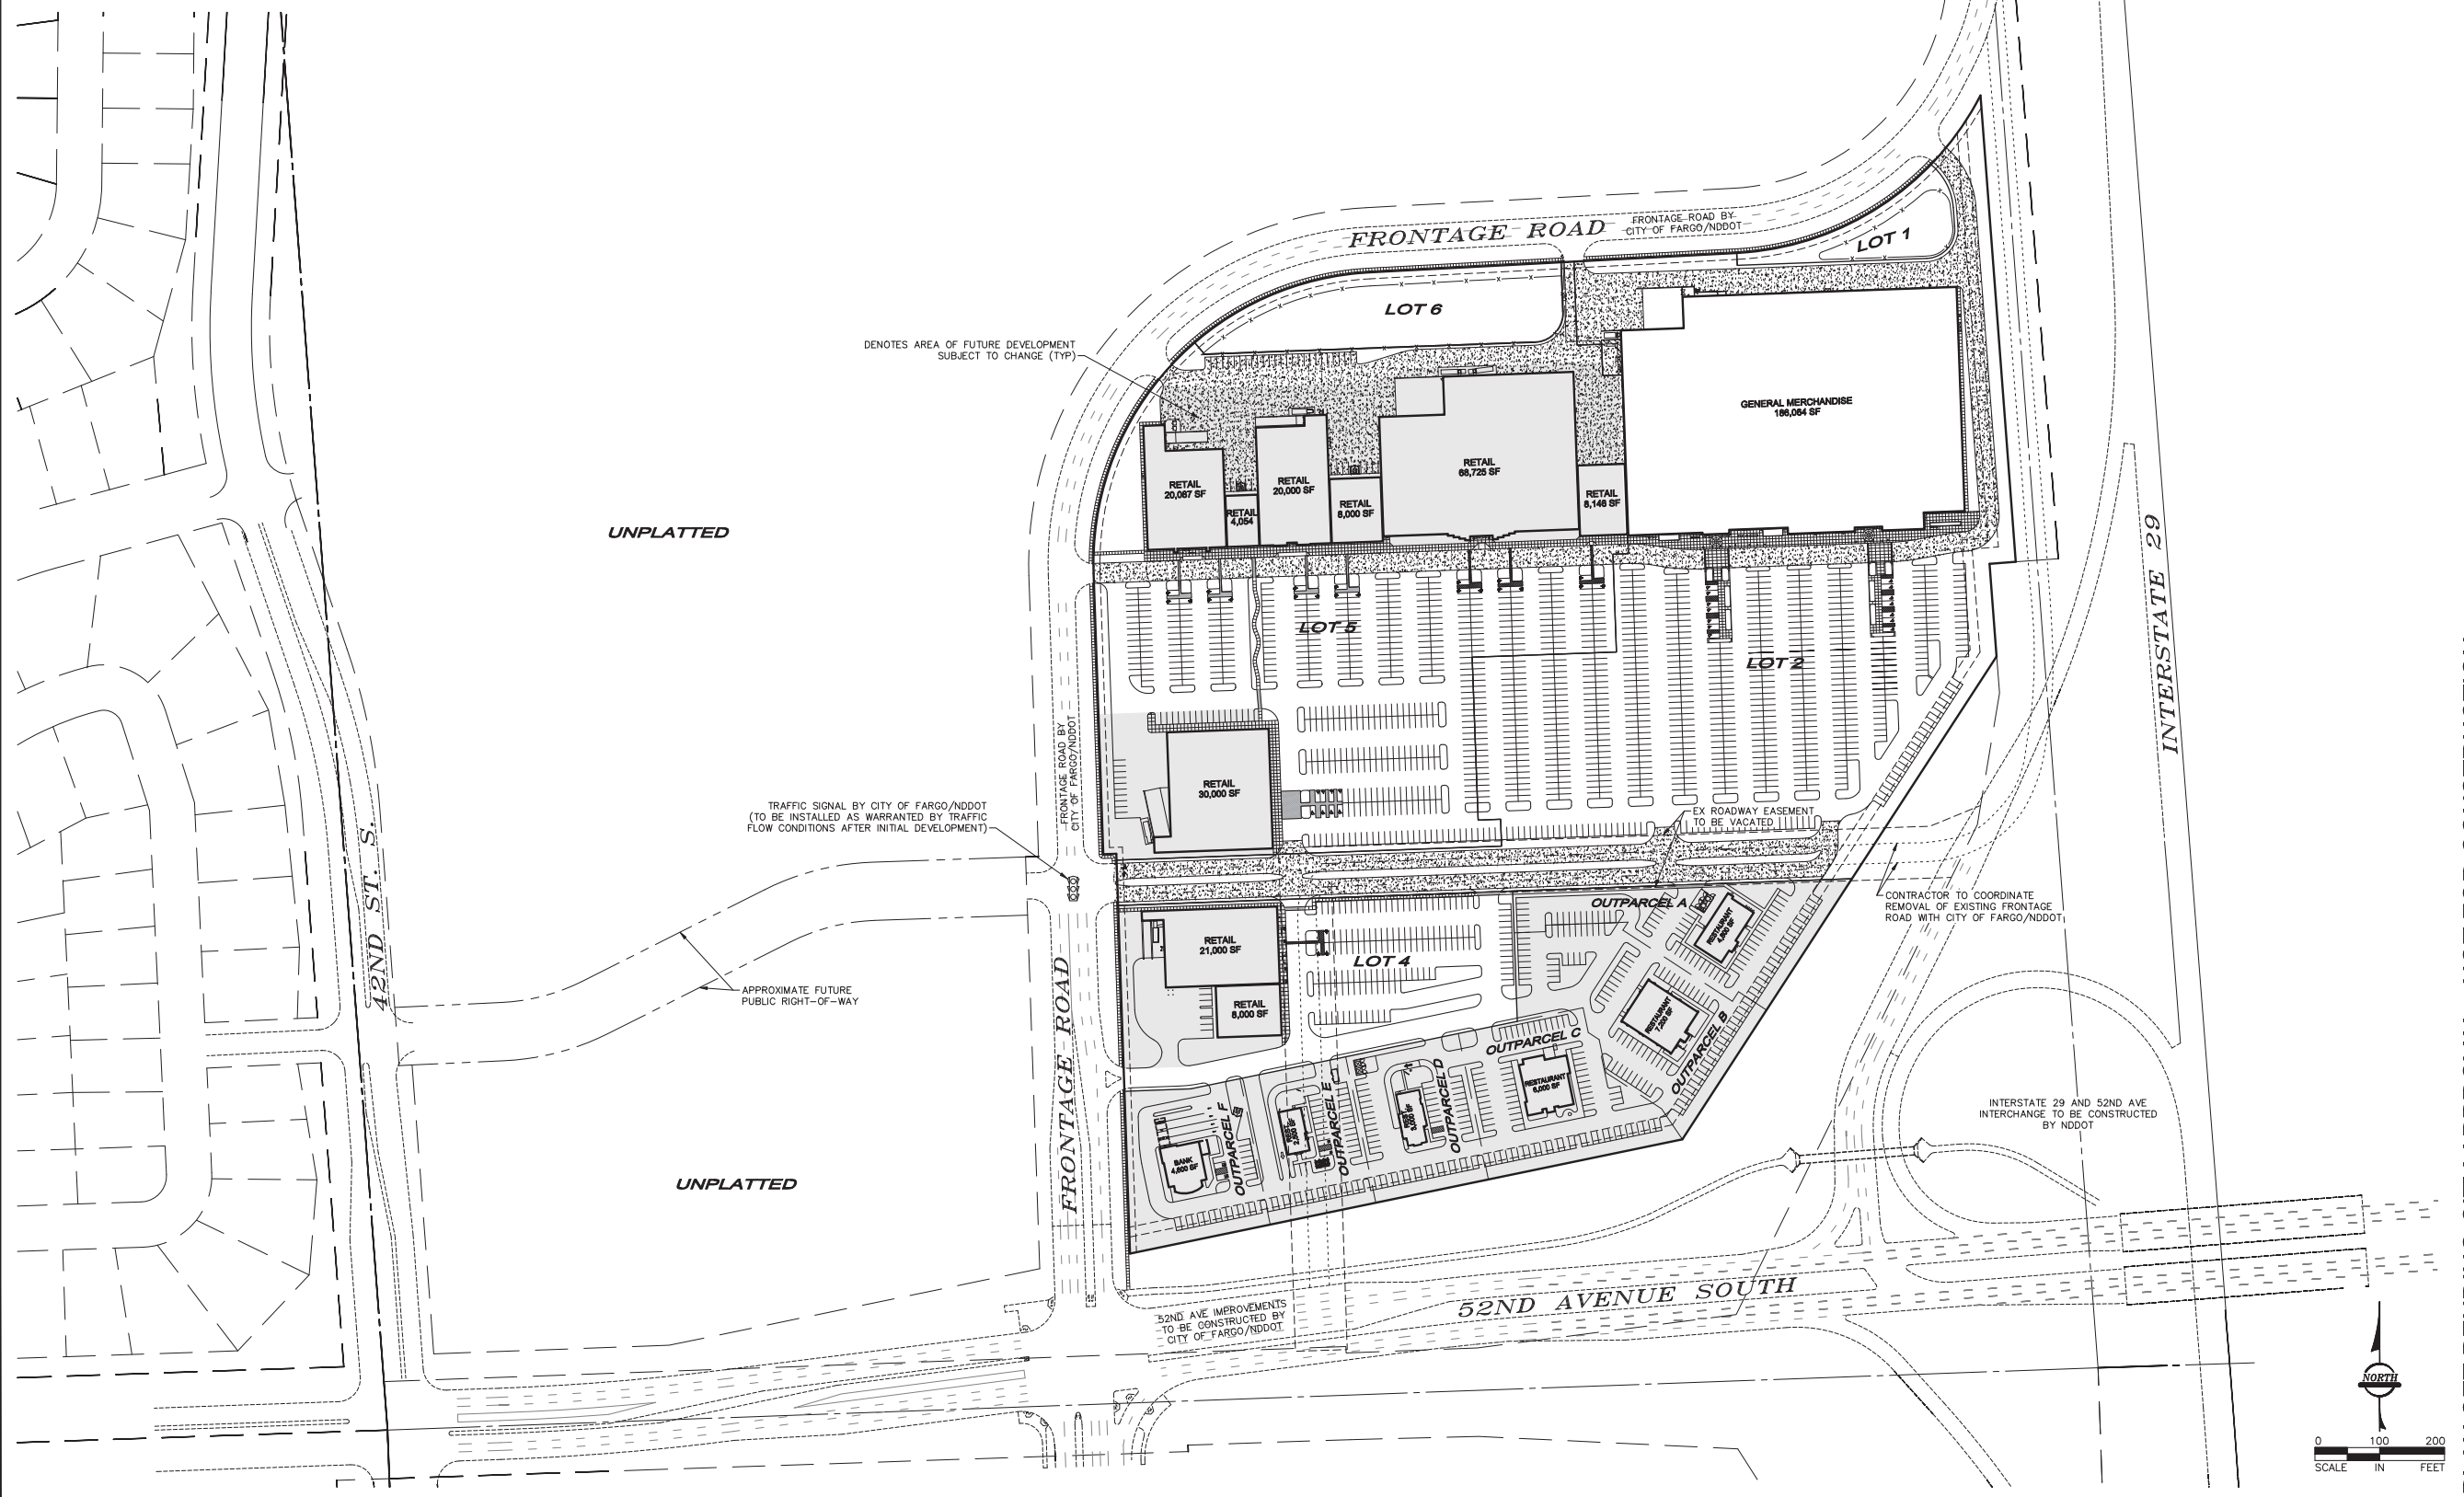 FRONTAGE ROAD
FRONTAGE ROAD BY
CITY OF FARGO/NDDOT
LOT 1
LOT 6
DENOTES AREA OF FUTURE DEVELOPMENT
SUBJECT TO CHANGE (TYP)
GENERAL MERCHANDISE
186,064 SF
RETAIL
20,087 SF
RETAIL
4,054
RETAIL
20,000 SF
RETAIL
8,000 SF
RETAIL
68,725 SF
RETAIL
8,146 SF
UNPLATTED
INTERSTATE 29
LOT 5
LOT 2
FRONTAGE ROAD BY
CITY OF FARGO/NDDOT
RETAIL
30,000 SF
TRAFFIC SIGNAL BY CITY OF FARGO/NDDOT
(TO BE INSTALLED AS WARRANTED BY TRAFFIC
FLOW CONDITIONS AFTER INITIAL DEVELOPMENT)
EX ROADWAY EASEMENT
TO BE VACATED
CONTRACTOR TO COORDINATE
REMOVAL OF EXISTING FRONTAGE
ROAD WITH CITY OF FARGO/NDDOT
42ND ST. S.
APPROXIMATE FUTURE
PUBLIC RIGHT-OF-WAY
FRONTAGE ROAD
RETAIL
21,000 SF
RETAIL
8,000 SF
LOT 4
OUTPARCEL A
RESTAURANT
RESTAURANT
7,200 SF
OUTPARCEL B
OUTPARCEL C
RESTAURANT
6,000 SF
OUTPARCEL D
REST
3,000 SF
OUTPARCEL E
REST
OUTPARCEL F
BANK
4,600 SF
INTERSTATE 29 AND 52ND AVE
INTERCHANGE TO BE CONSTRUCTED
BY NDDOT
UNPLATTED
52ND AVENUE SOUTH
52ND AVE IMPROVEMENTS
TO BE CONSTRUCTED BY
CITY OF FARGO/NDDOT
NORTH
0 100 200
SCALE IN FEET